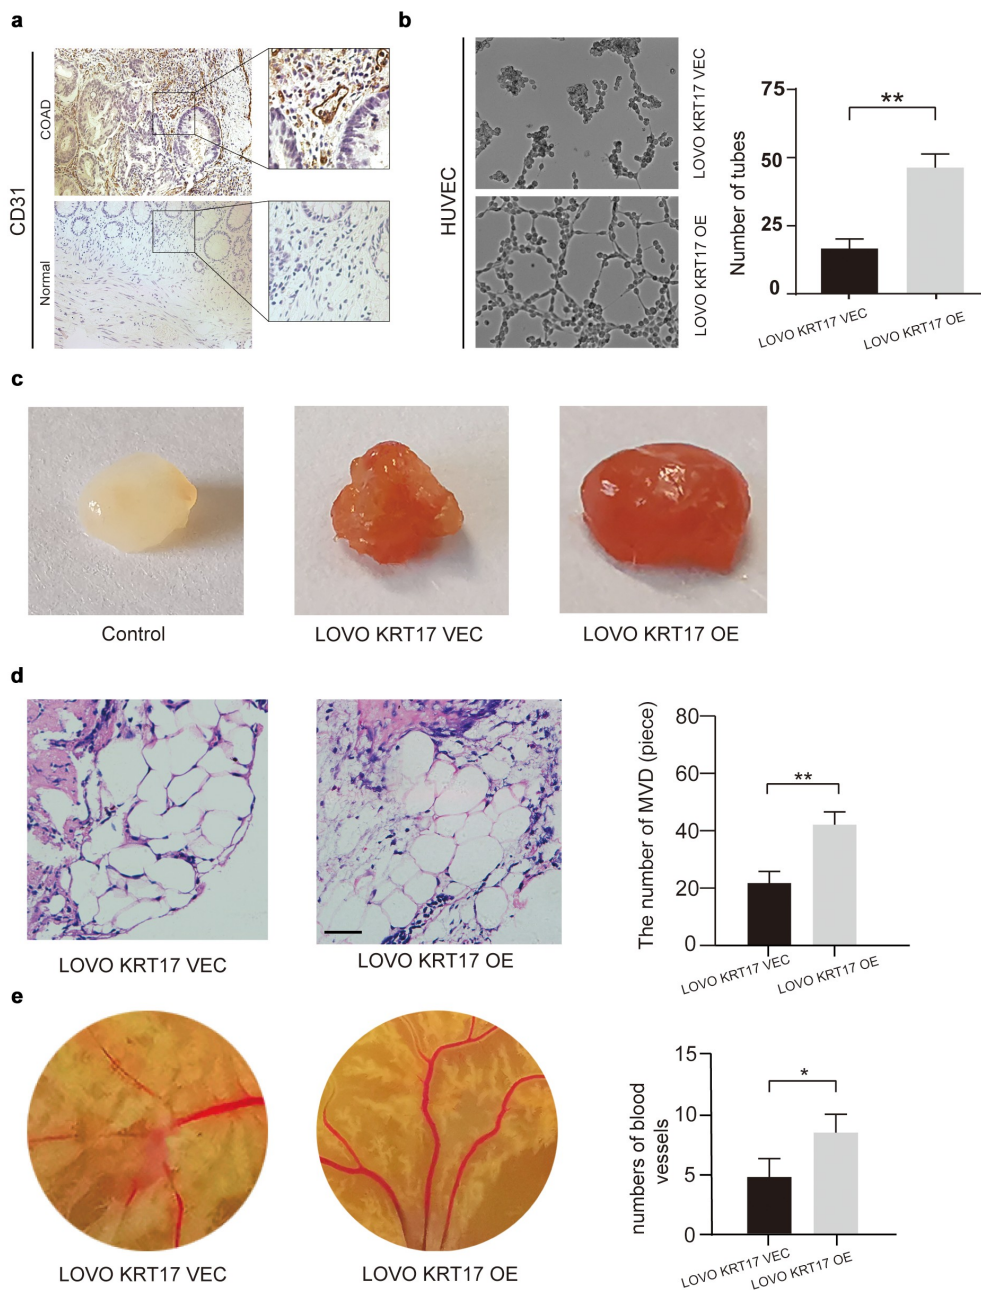 a
CD31
COAD
Normal
b
HUVEC
LOVO KRT17 VEC
LOVO KRT17 OE
Number of tubes
75
50
25
0
**
LOVO KRT17 VEC
LOVO KRT17 OE
c
Control
LOVO KRT17 VEC
LOVO KRT17 OE
d
LOVO KRT17 VEC
LOVO KRT17 OE
The number of MVD (piece)
80
60
40
20
0
**
LOVO KRT17 VEC
LOVO KRT17 OE
e
LOVO KRT17 VEC
LOVO KRT17 OE
numbers of blood
vessels
15
10
5
0
*
LOVO KRT17 VEC
LOVO KRT17 OE